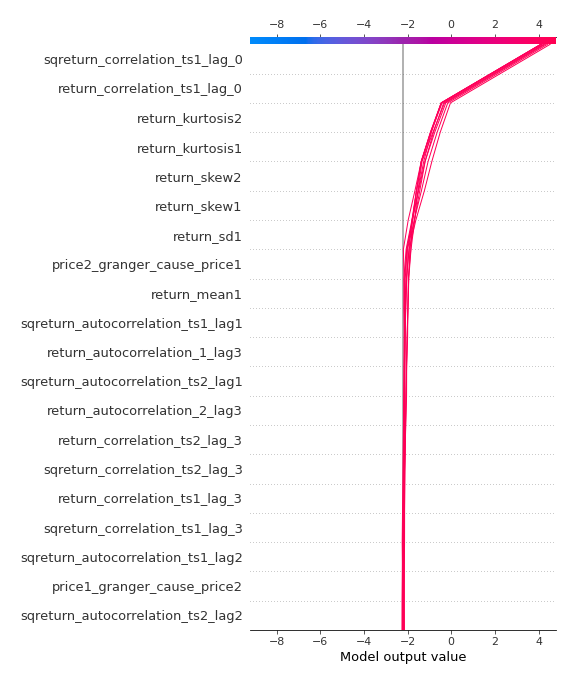 −8 −6 −4 −2 0 2 4
sqreturn_correlation_ts1_lag_0
return_correlation_ts1_lag_0
return_kurtosis2
return_kurtosis1
return_skew2
return_skew1
return_sd1
price2_granger_cause_price1
return_mean1
sqreturn_autocorrelation_ts1_lag1
return_autocorrelation_1_lag3
sqreturn_autocorrelation_ts2_lag1
return_autocorrelation_2_lag3
return_correlation_ts2_lag_3
sqreturn_correlation_ts2_lag_3
return_correlation_ts1_lag_3
sqreturn_correlation_ts1_lag_3
sqreturn_autocorrelation_ts1_lag2
price1_granger_cause_price2
sqreturn_autocorrelation_ts2_lag2
−8 −6 −4 −2 0 2 4
Model output value